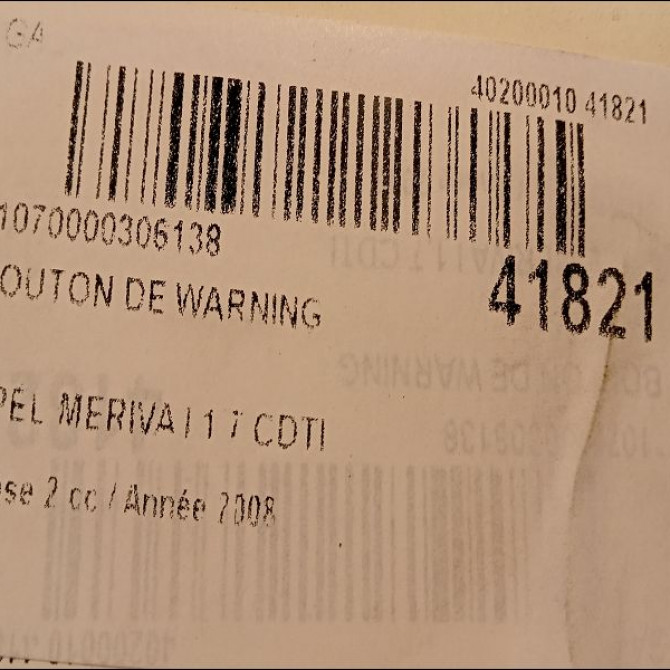 GA
40200010 41821
1070000306138
OUTON DE WARNING
41821
PEL MERIVA I 1 7 CDTI
se 2 cc / Année 2008